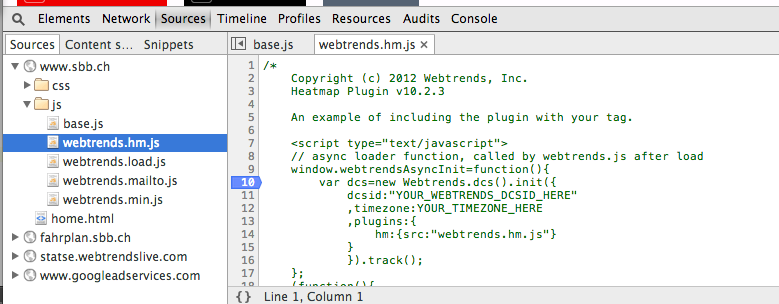 Elements Network Sources Timeline Profiles Resources Audits Console
Sources Content s... Snippets
base.js webtrends.hm.js ×
www.sbb.ch
css
js
base.js
webtrends.hm.js
webtrends.load.js
webtrends.mailto.js
webtrends.min.js
home.html
fahrplan.sbb.ch
statse.webtrendslive.com
www.googleadservices.com
1 /*
2 Copyright (c) 2012 Webtrends, Inc.
3 Heatmap Plugin v10.2.3
4
5 An example of including the plugin with your tag.
6
7 <script type="text/javascript">
8 // async loader function, called by webtrends.js after load
9 window.webtrendsAsyncInit=function(){
10 var dcs=new Webtrends.dcs().init({
11 dcsid:"YOUR_WEBTRENDS_DCSID_HERE"
12 ,timezone:YOUR_TIMEZONE_HERE
13 ,plugins:{
14 hm:{src:"webtrends.hm.js"}
15 }
16 }).track();
17 };
18 (function(){
{} Line 1, Column 1